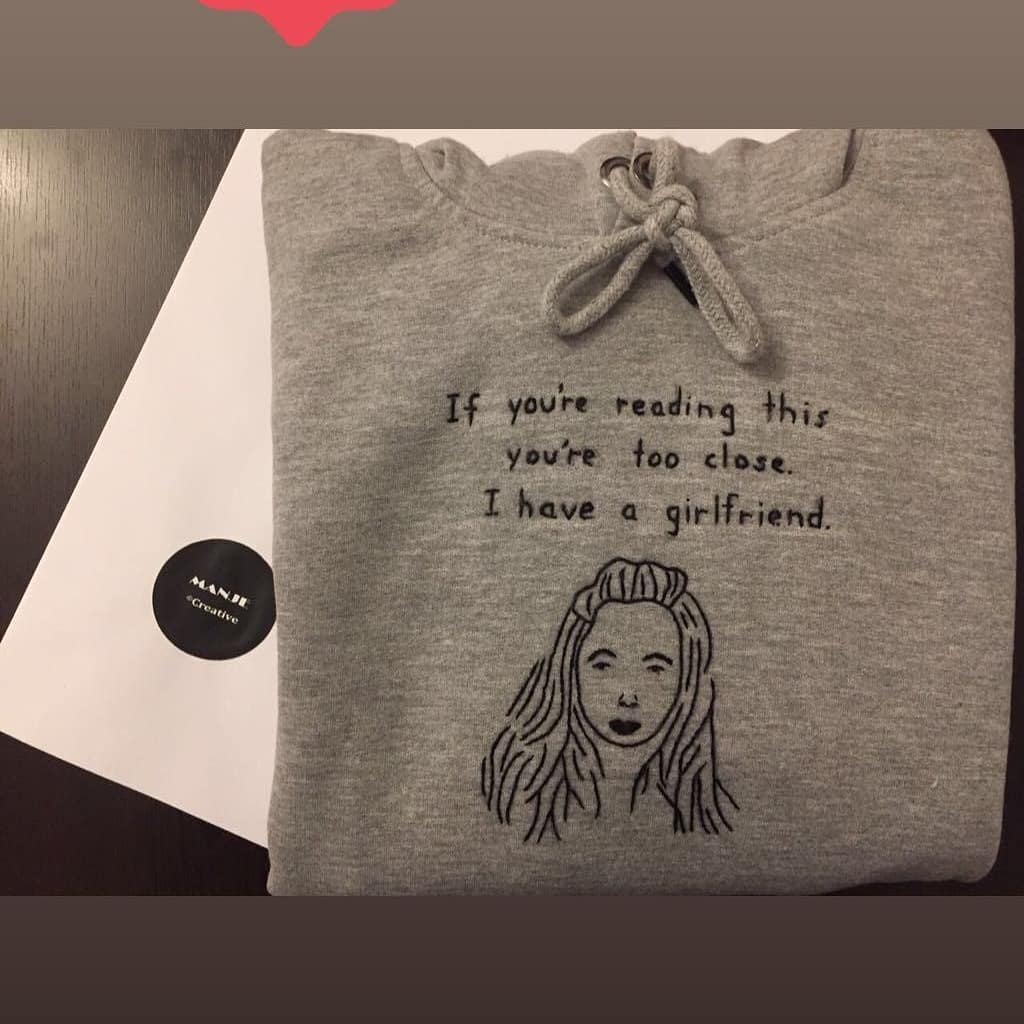 If you're reading this
you're too close.
I have a girlfriend.
MANJE
©Creative